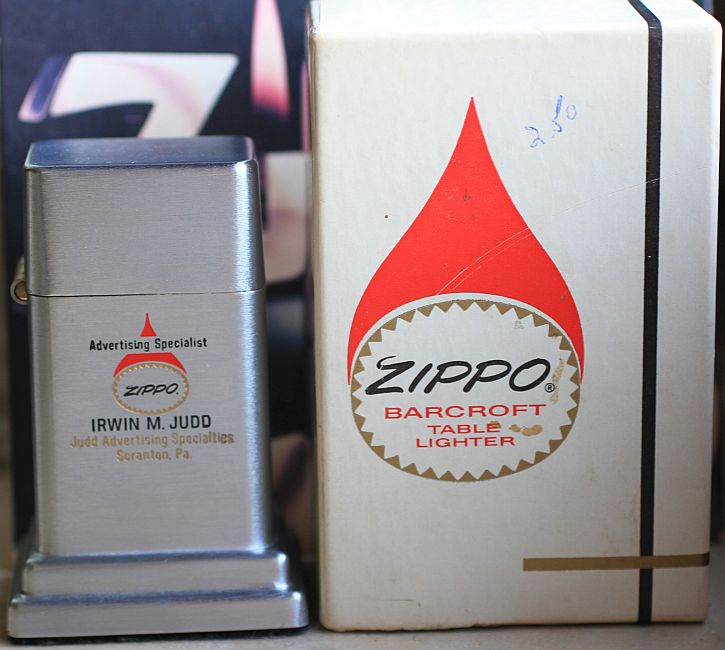 Advertising Specialist
ZIPPO®
IRWIN M. JUDD
Judd Advertising Specialties
Scranton, Pa.
2.50
ZIPPO®
BARCROFT
TABLE
LIGHTER